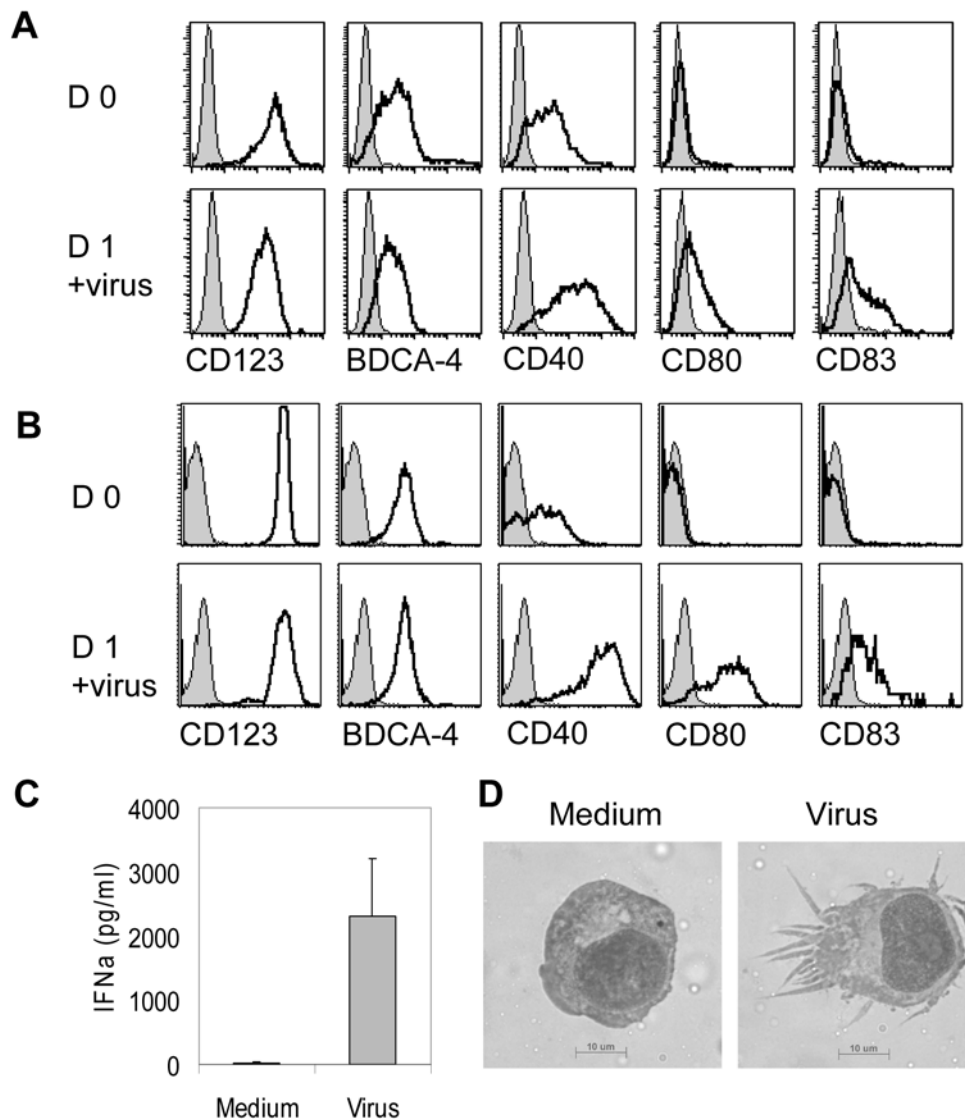 A
D 0
D 1
+virus
CD123 BDCA-4 CD40 CD80 CD83
B
D 0
D 1
+virus
CD123 BDCA-4 CD40 CD80 CD83
C
IFNa (pg/ml)
4000
3000
2000
1000
0
Medium Virus
D
Medium Virus
10 um 10 um